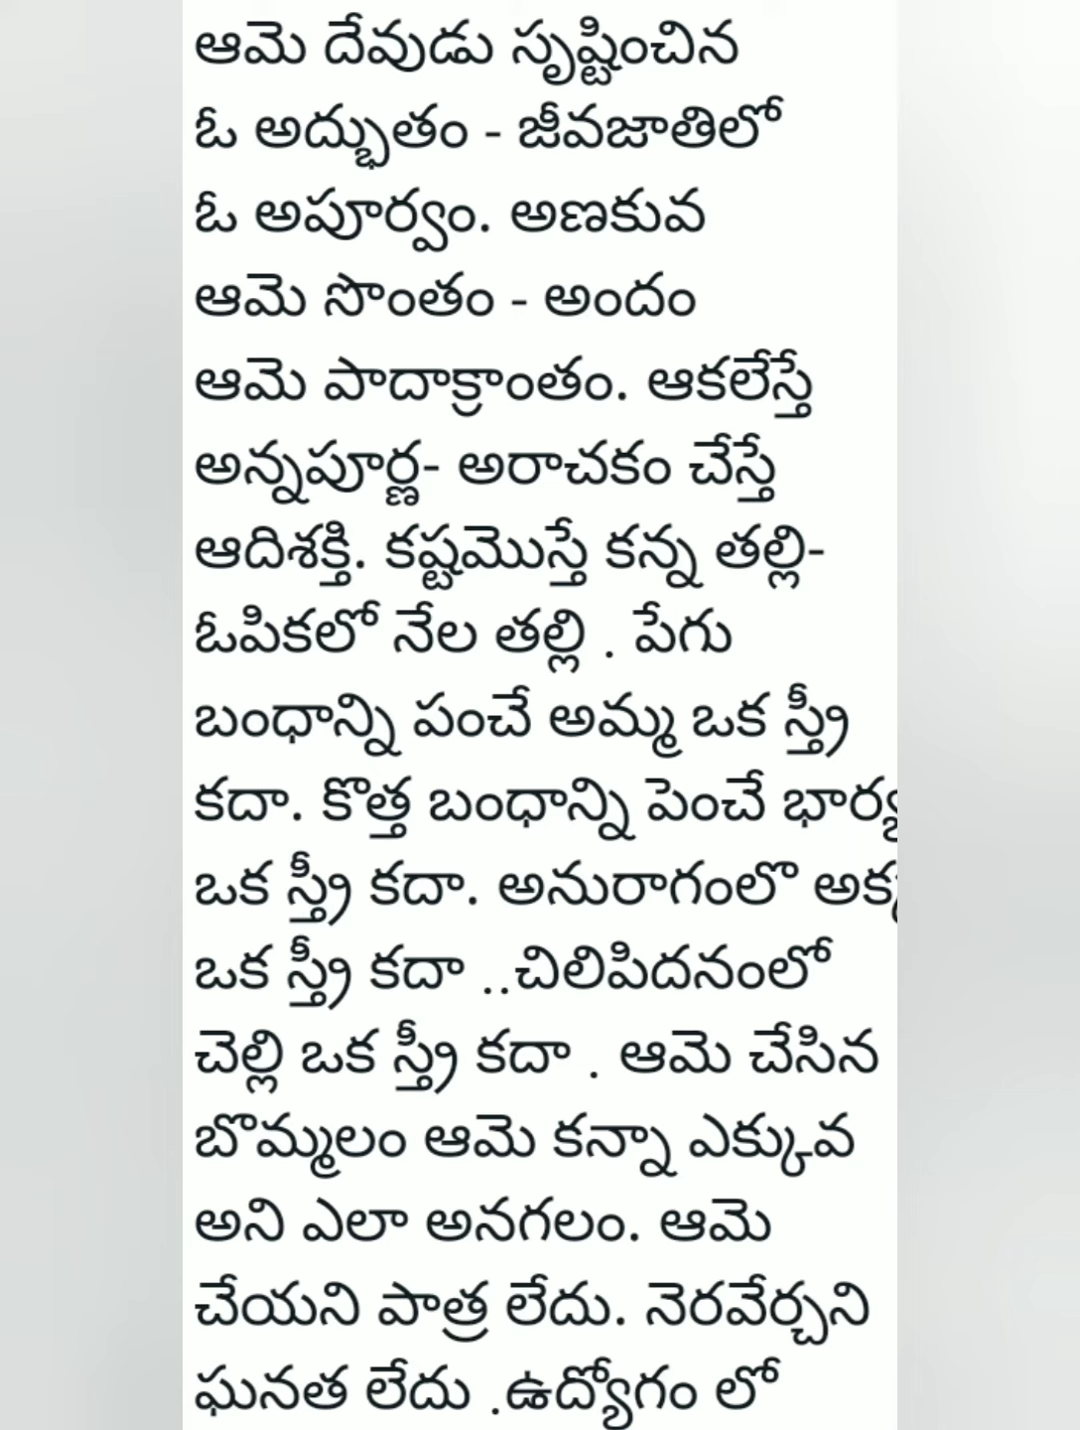 ఆమె దేవుడు సృష్టించిన
ఓ అద్భుతం - జీవజాతిలో
ఓ అపూర్వం. అణకువ
ఆమె సొంతం - అందం
ఆమె పాదాక్రాంతం. ఆకలేస్తే
అన్నపూర్ణ- అరాచకం చేస్తే
ఆదిశక్తి. కష్టమొస్తే కన్న తల్లి-
ఓపికలో నేల తల్లి . పేగు
బంధాన్ని పంచే అమ్మ ఒక స్త్రీ
కదా. కొత్త బంధాన్ని పెంచే భార్య
ఒక స్త్రీ కదా. అనురాగంలొ అక్క
ఒక స్త్రీ కదా ..చిలిపిదనంలో
చెల్లి ఒక స్త్రీ కదా . ఆమె చేసిన
బొమ్మలం ఆమె కన్నా ఎక్కువ
అని ఎలా అనగలం. ఆమె
చేయని పాత్ర లేదు. నెరవేర్చని
ఘనత లేదు .ఉద్యోగం లో